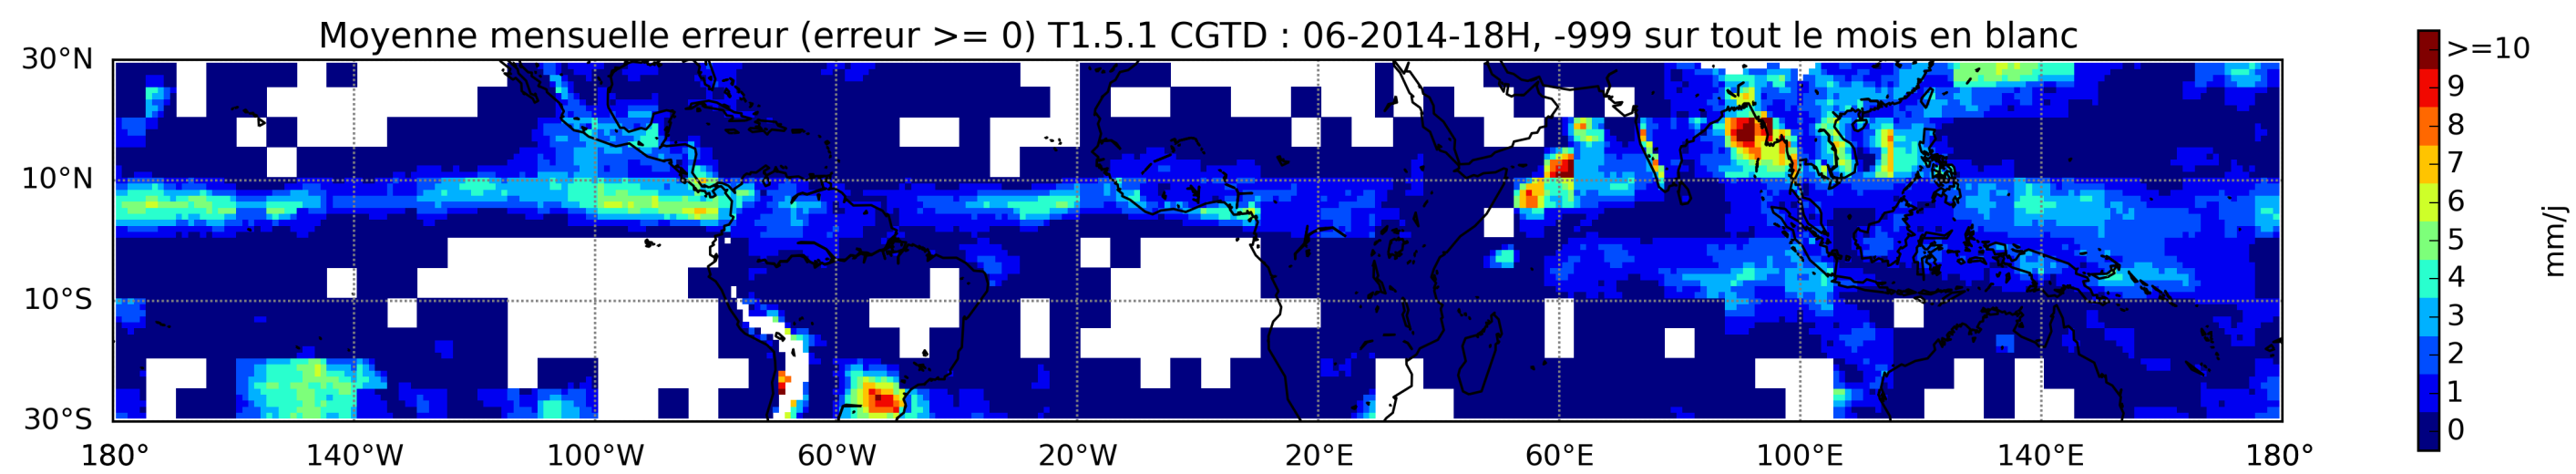 Moyenne mensuelle erreur (erreur >= 0) T1.5.1 CGTD : 06-2014-18H, -999 sur tout le mois en blanc
30°N
10°N
10°S
30°S
180° 140°W 100°W 60°W 20°W 20°E 60°E 100°E 140°E 180°
>=10
9
8
7
6
5
4
3
2
1
0
mm/j